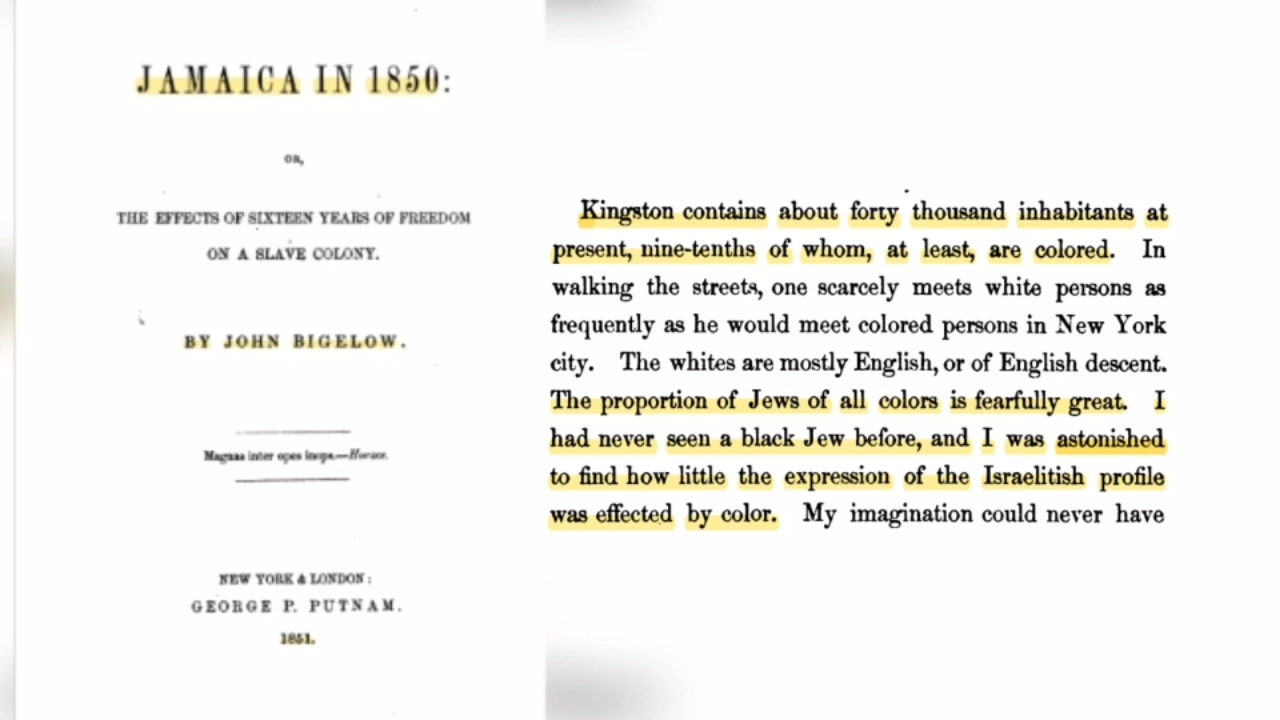 JAMAICA IN 1850:
OR,
THE EFFECTS OF SIXTEEN YEARS OF FREEDOM
ON A SLAVE COLONY.
BY JOHN BIGELOW.
Magnas inter opes inops.—Horace.
NEW YORK & LONDON:
GEORGE P. PUTNAM.
1851.
Kingston contains about forty thousand inhabitants at
present, nine-tenths of whom, at least, are colored. In
walking the streets, one scarcely meets white persons as
frequently as he would meet colored persons in New York
city. The whites are mostly English, or of English descent.
The proportion of Jews of all colors is fearfully great. I
had never seen a black Jew before, and I was astonished
to find how little the expression of the Israelitish profile
was effected by color. My imagination could never have